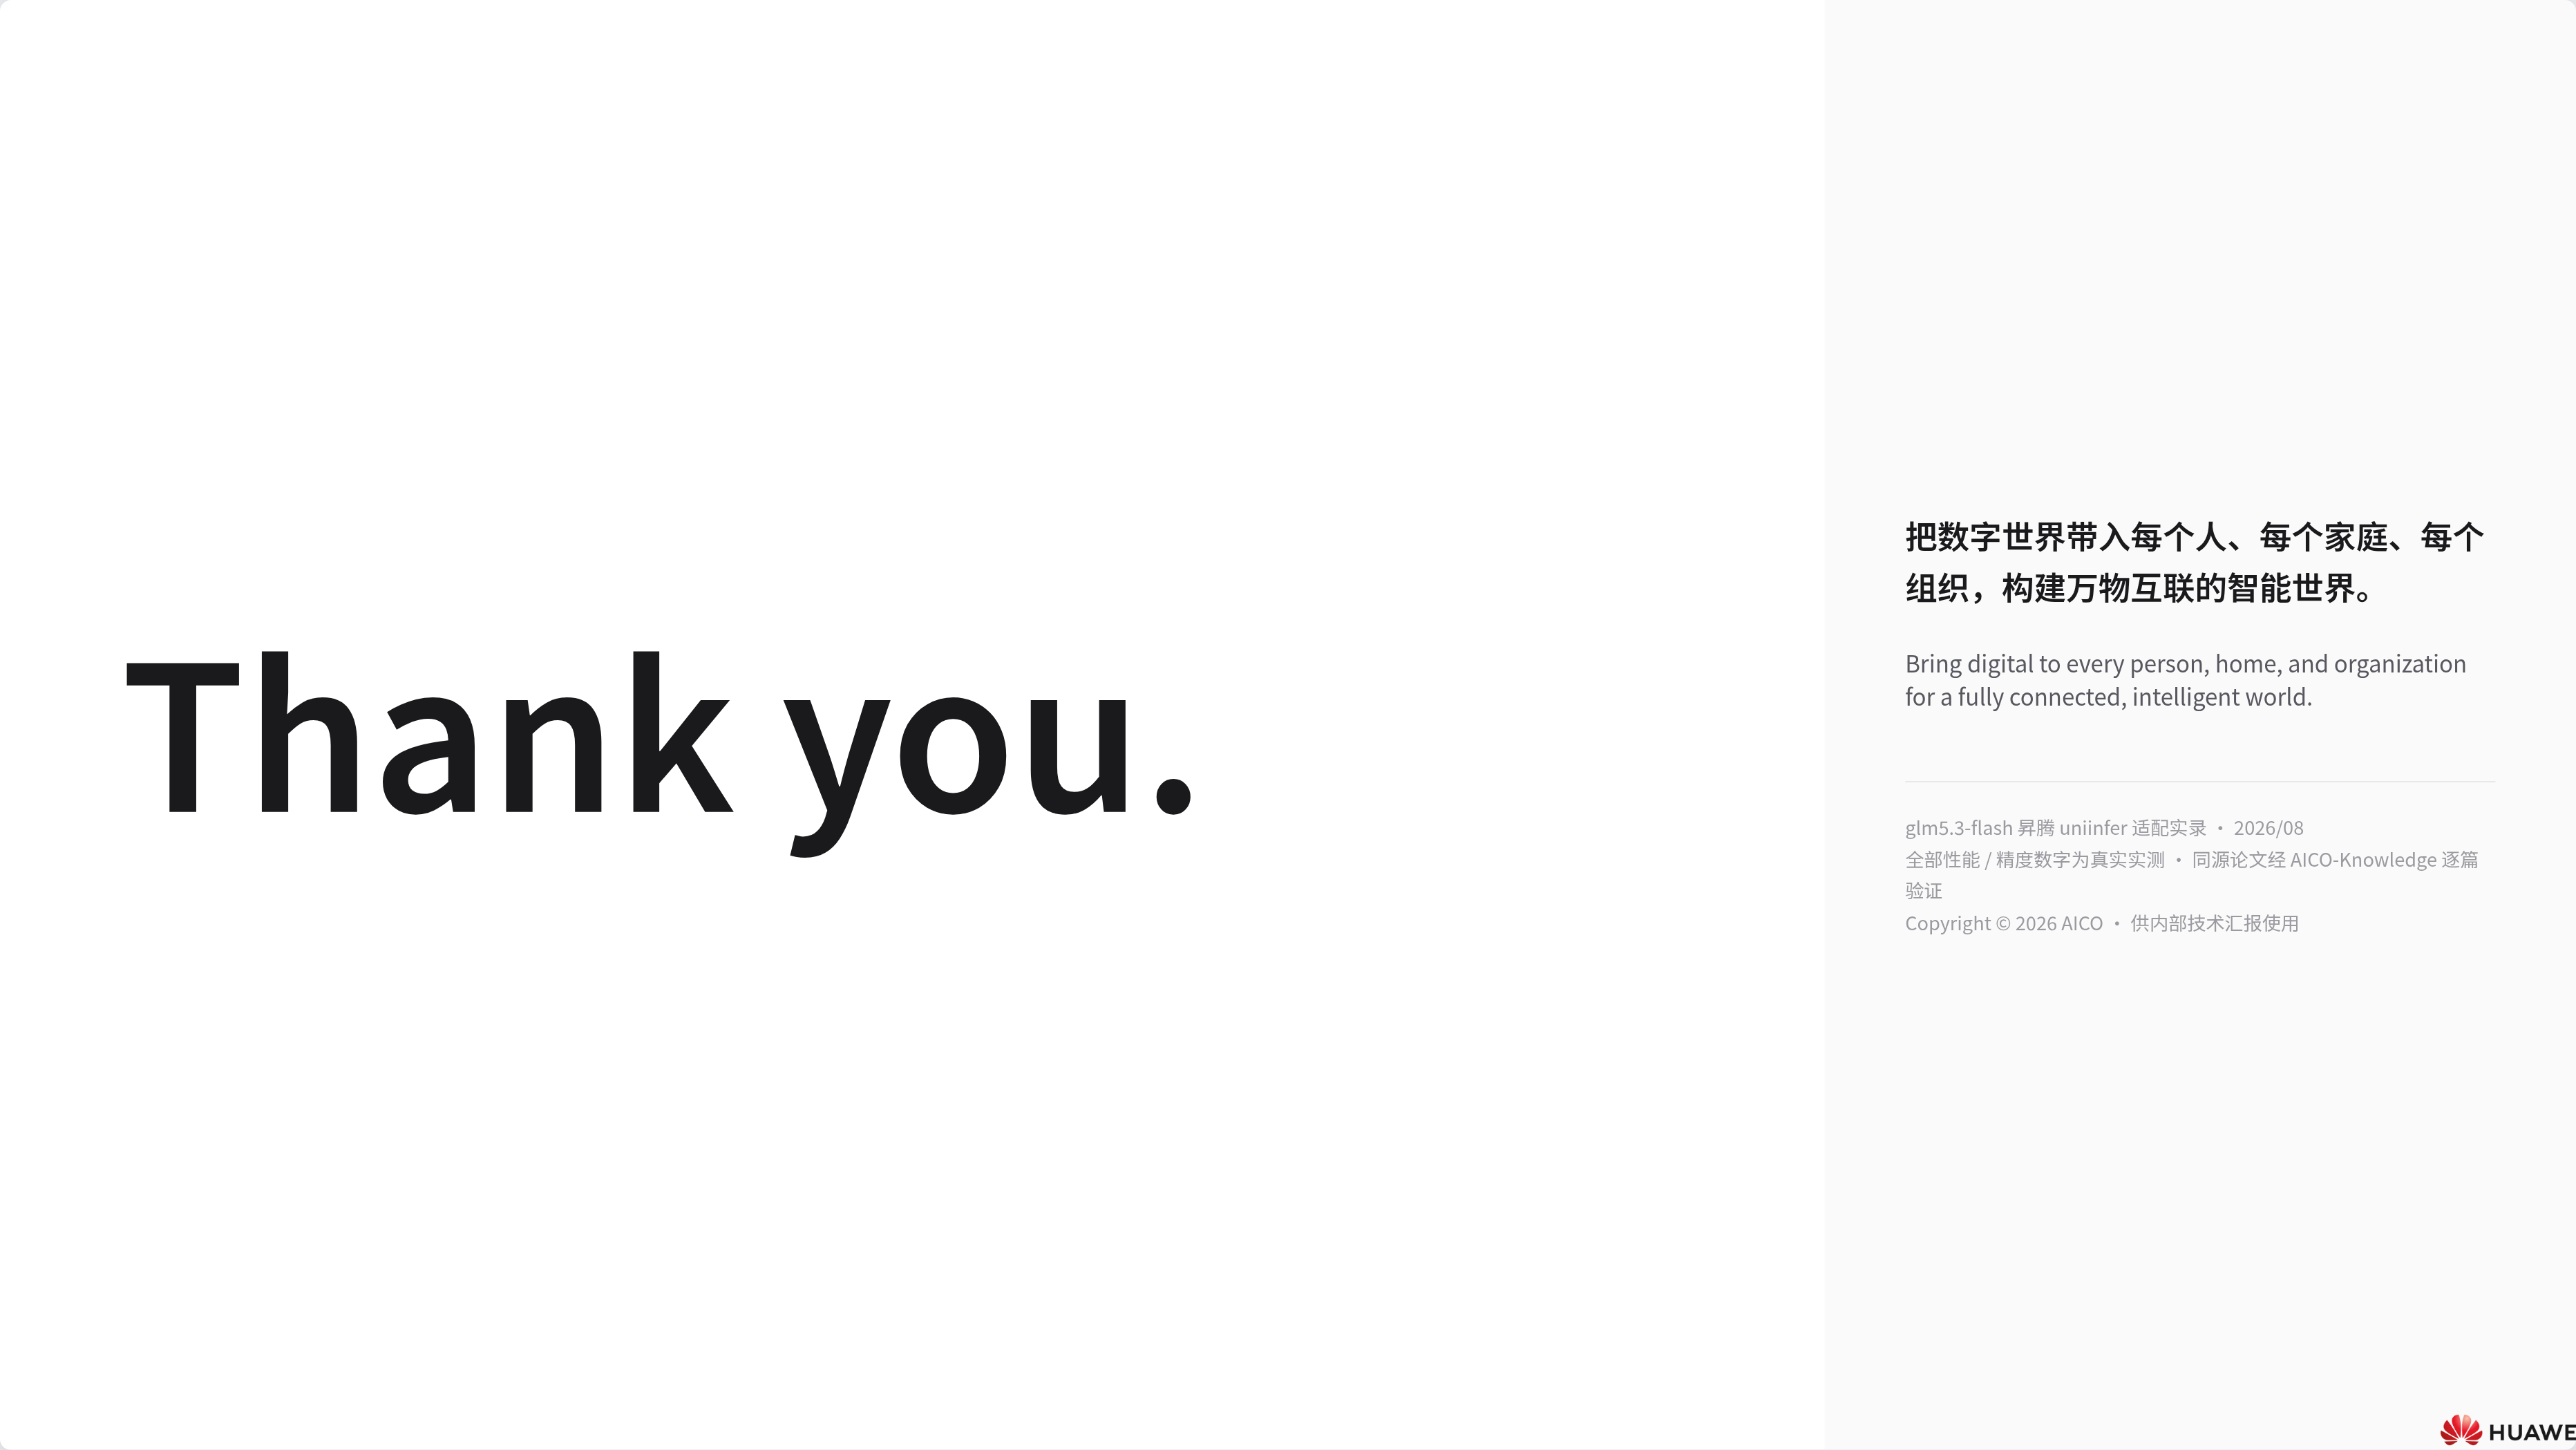 Thank you.
把数字世界带入每个人、每个家庭、每个
组织，构建万物互联的智能世界。
Bring digital to every person, home, and organization
for a fully connected, intelligent world.
glm5.3-flash 昇腾 uniinfer 适配实录 · 2026/08
全部性能 / 精度数字为真实实测 · 同源论文经 AICO-Knowledge 逐篇
验证
Copyright © 2026 AICO · 供内部技术汇报使用
HUAWE